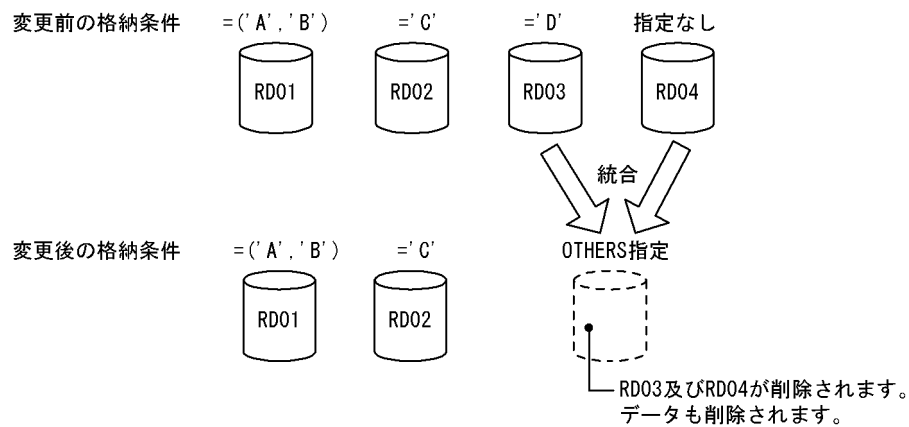 変更前の格納条件 =('A','B') ='C' ='D' 指定なし
RD01 RD02 RD03 RD04
統合
変更後の格納条件 =('A','B') ='C' OTHERS指定
RD01 RD02
RD03及びRD04が削除されます。
データも削除されます。